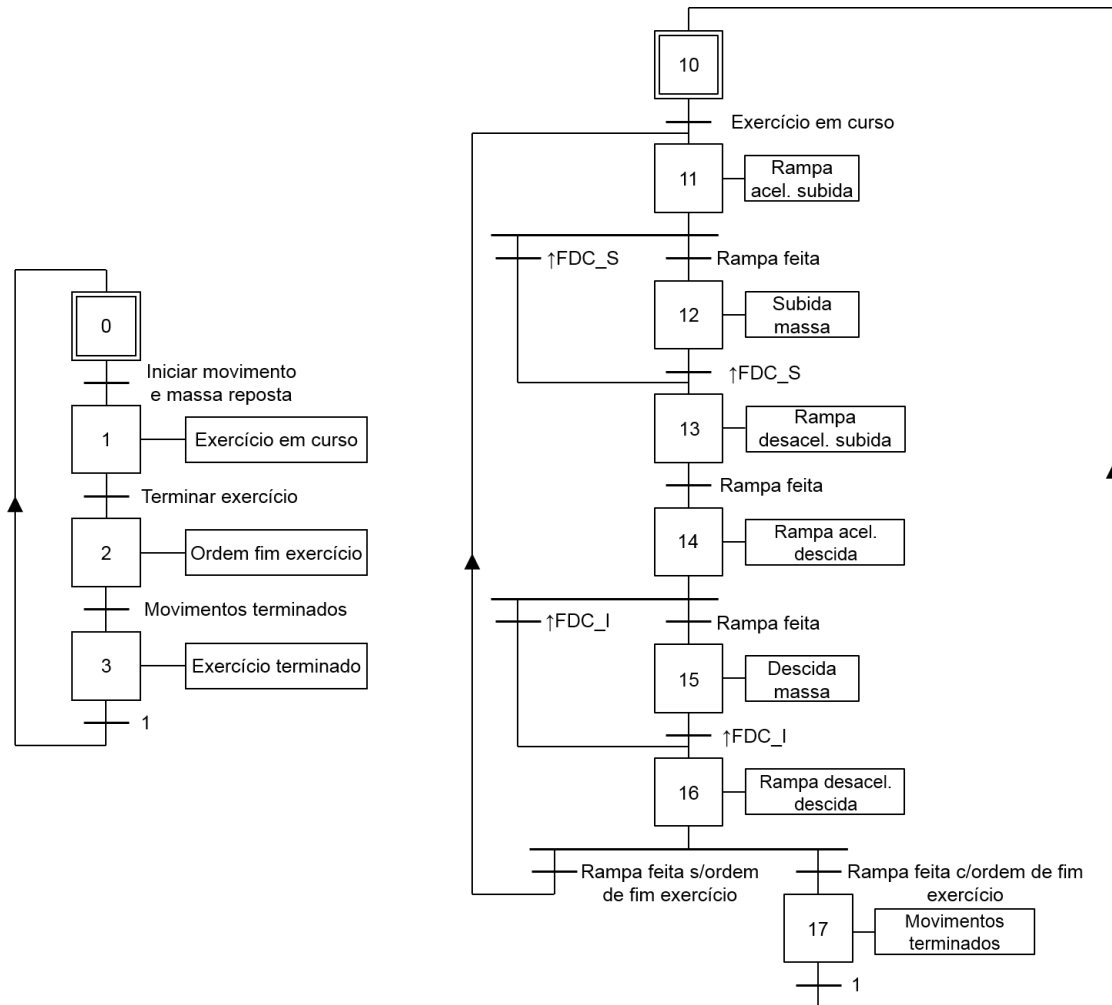 0
Iniciar movimento
e massa reposta
1
Exercício em curso
Terminar exercício
2
Ordem fim exercício
Movimentos terminados
3
Exercício terminado
1
10
Exercício em curso
11
Rampa
acel. subida
↑FDC_S
Rampa feita
12
Subida
massa
↑FDC_S
13
Rampa
desacel. subida
Rampa feita
14
Rampa acel.
descida
↑FDC_I
Rampa feita
15
Descida
massa
↑FDC_I
16
Rampa desacel.
descida
Rampa feita s/ordem
de fim exercício
Rampa feita c/ordem de fim
exercício
17
Movimentos
terminados
1